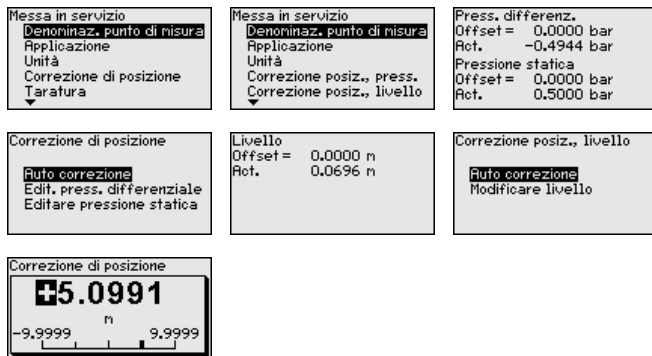 Messa in servizio
Denominaz. punto di misura
Applicazione
Unità
Correzione di posizione
Taratura
Messa in servizio
Denominaz. punto di misura
Applicazione
Unità
Correzione posiz., press.
Correzione posiz., livello
Press. differenz.
Offset = 0.0000 bar
Act. -0.4944 bar
Pressione statica
Offset = 0.0000 bar
Act. 0.5000 bar
Correzione di posizione
Auto correzione
Edit. press. differenziale
Editare pressione statica
Livello
Offset = 0.0000 m
Act. 0.0696 m
Correzione posiz., livello
Auto correzione
Modificare livello
Correzione di posizione
+5.0991
m
-9.9999 9.9999